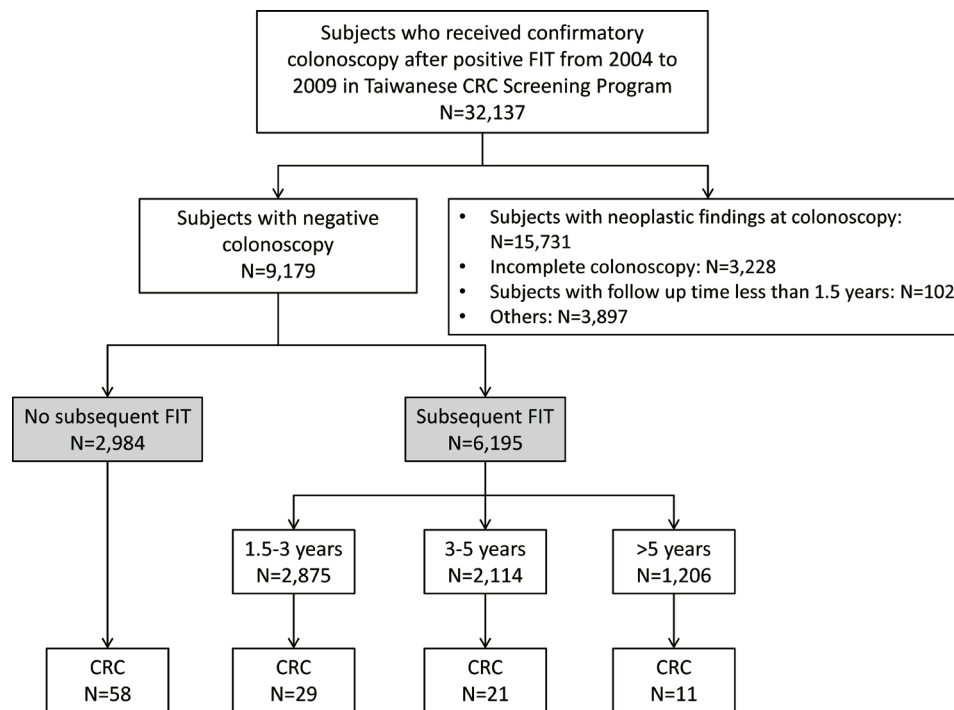 Subjects who received confirmatory
colonoscopy after positive FIT from 2004 to
2009 in Taiwanese CRC Screening Program
N=32,137
Subjects with negative
colonoscopy
N=9,179
• Subjects with neoplastic findings at colonoscopy:
N=15,731
• Incomplete colonoscopy: N=3,228
• Subjects with follow up time less than 1.5 years: N=102
• Others: N=3,897
No subsequent FIT
N=2,984
Subsequent FIT
N=6,195
1.5-3 years
N=2,875
3-5 years
N=2,114
>5 years
N=1,206
CRC
N=58
CRC
N=29
CRC
N=21
CRC
N=11